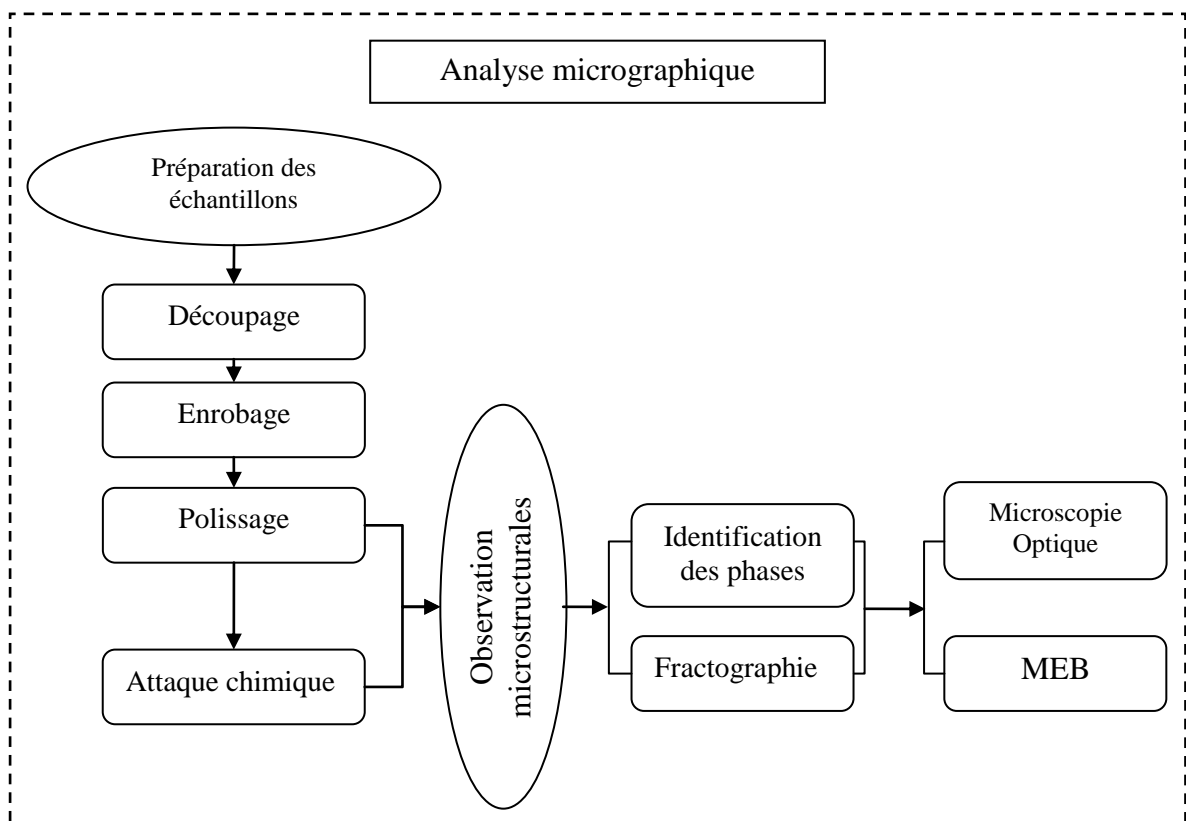 Analyse micrographique
Préparation des
échantillons
Découpage
Enrobage
Polissage
Attaque chimique
Observation
microstructurales
Identification
des phases
Fractographie
Microscopie
Optique
MEB